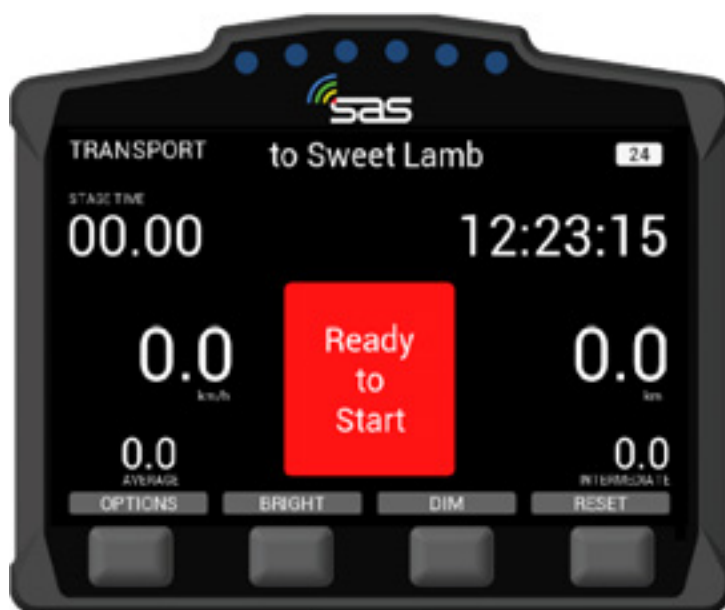 sas
TRANSPORT to Sweet Lamb 24
STAGE TIME
00.00 12:23:15
Ready
to
Start
0.0 0.0
km/h km
0.0 0.0
AVERAGE INTERMEDIATE
OPTIONS BRIGHT DIM RESET